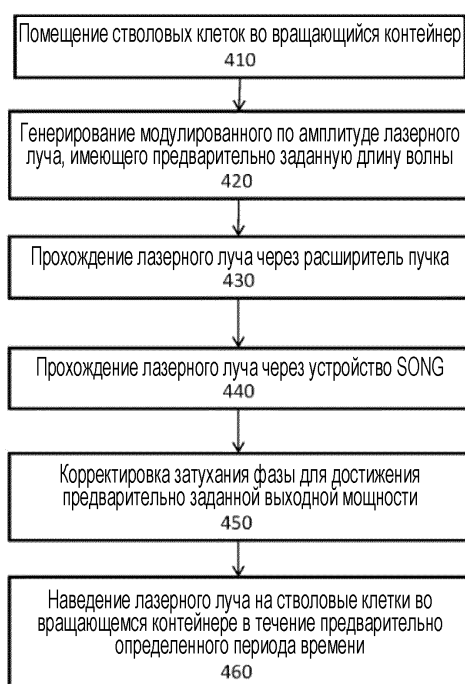 Помещение стволовых клеток во вращающийся контейнер
410
Генерирование модулированного по амплитуде лазерного
луча, имеющего предварительно заданную длину волны
420
Прохождение лазерного луча через расширитель пучка
430
Прохождение лазерного луча через устройство SONG
440
Корректировка затухания фазы для достижения
предварительно заданной выходной мощности
450
Наведение лазерного луча на стволовые клетки во
вращающемся контейнере в течение предварительно
определенного периода времени
460